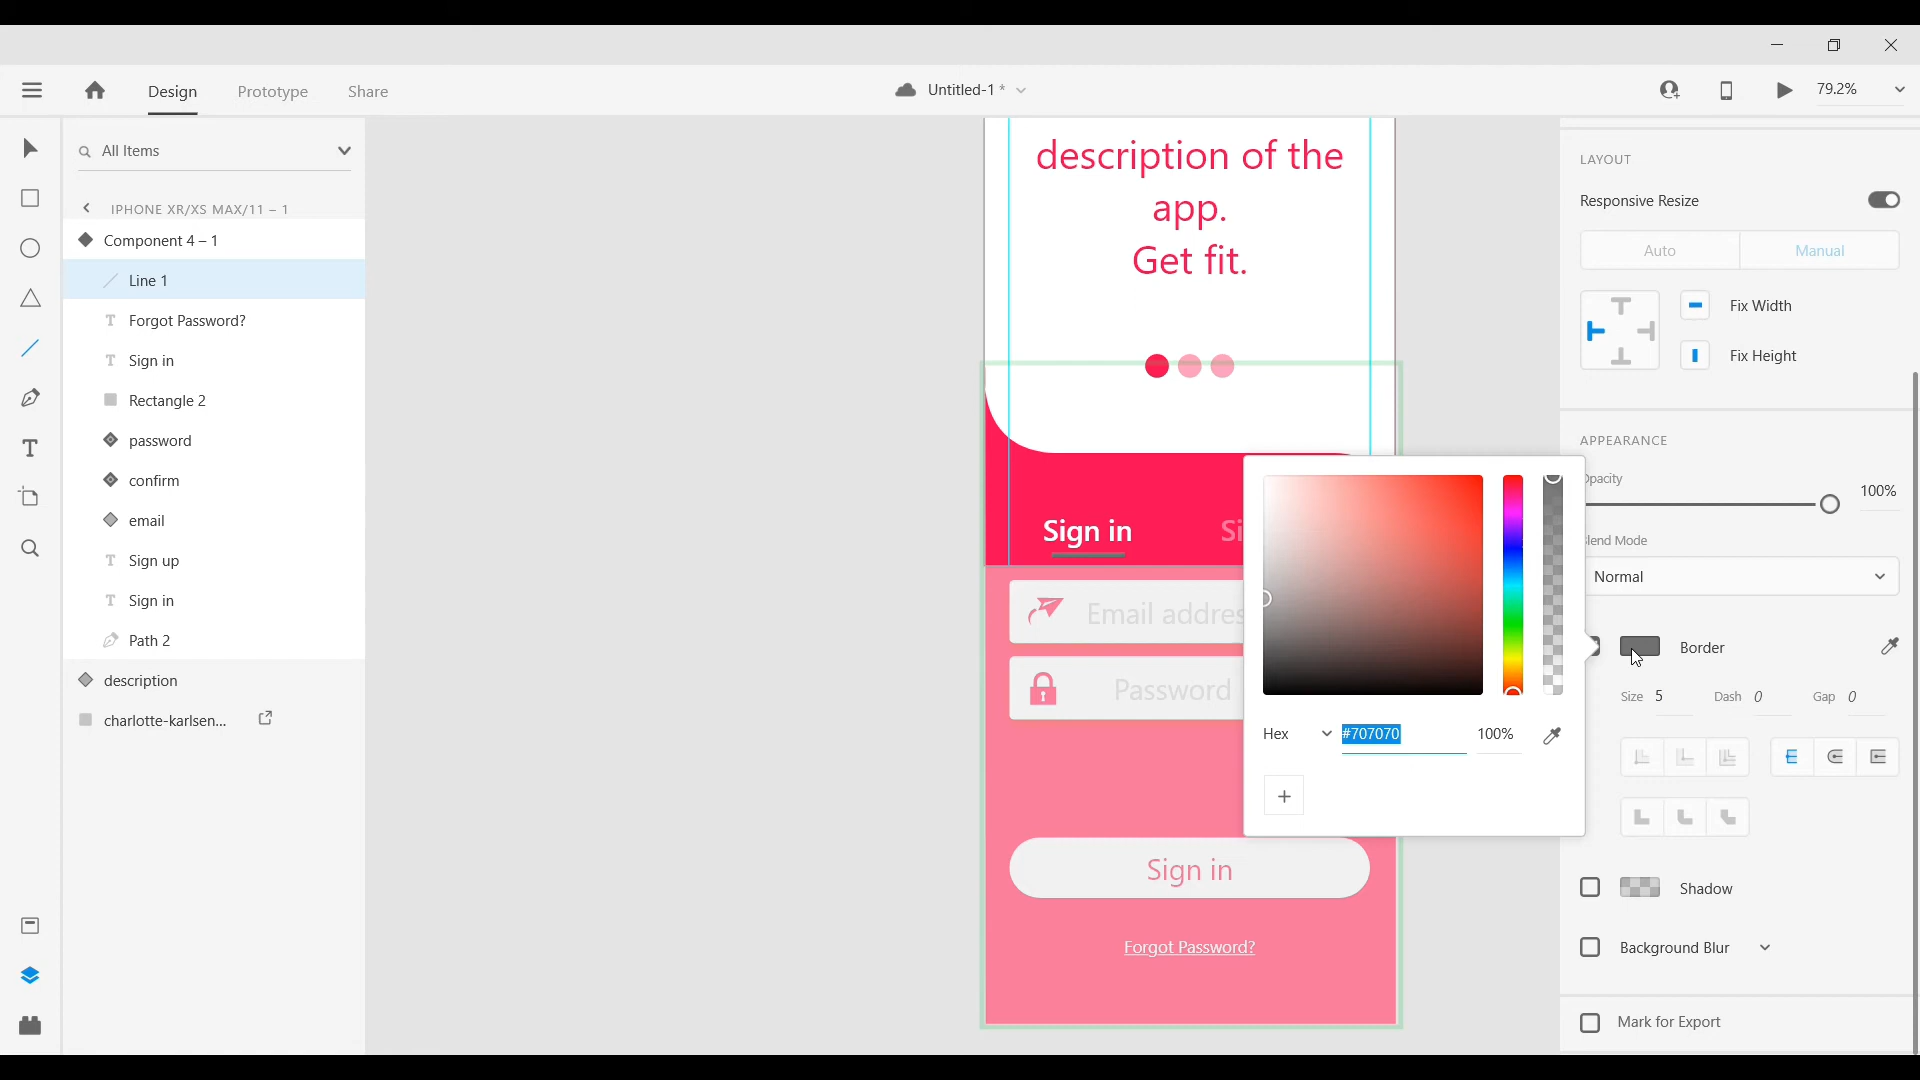 Design
Prototype
Share
Untitled-1 *
79.2%
All Items
IPHONE XR/XS MAX/11 – 1
Component 4 – 1
Line 1
Forgot Password?
Sign in
Rectangle 2
password
confirm
email
Sign up
Sign in
Path 2
description
charlotte-karlsen...
description of the
app.
Get fit.
Sign in
Si
Email addres
Password
Sign in
Forgot Password?
Hex
#707070
100%
LAYOUT
Responsive Resize
Auto
Manual
Fix Width
Fix Height
APPEARANCE
pacity
100%
lend Mode
Normal
Border
Size 5
Dash 0
Gap 0
Shadow
Background Blur
Mark for Export